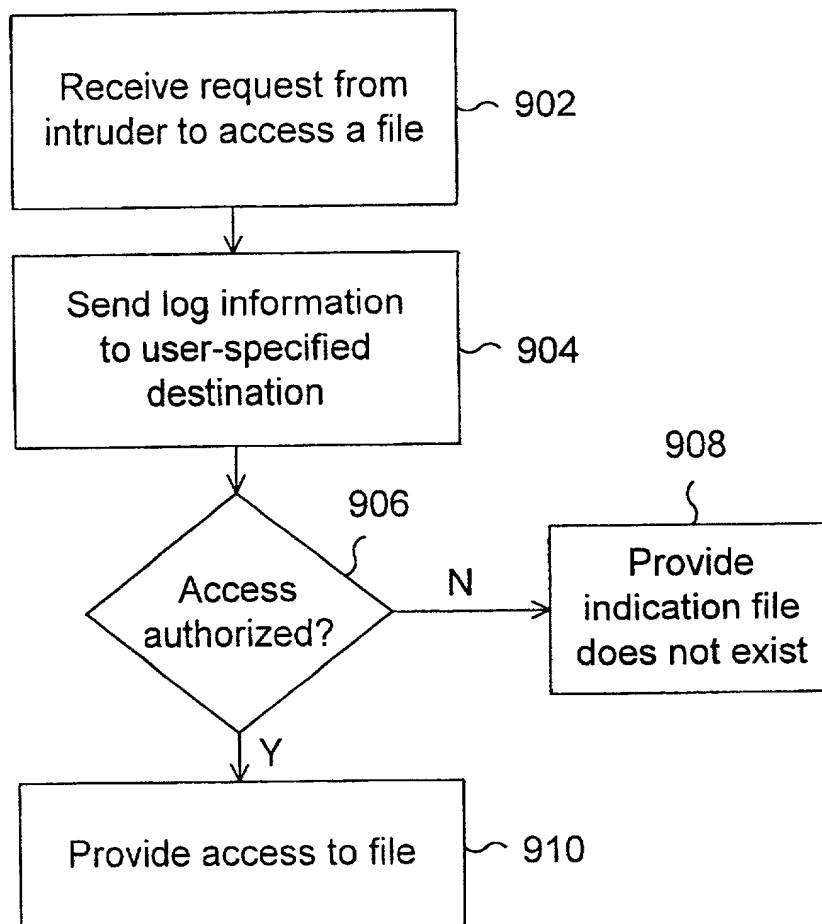 Receive request from
intruder to access a file
902
Send log information
to user-specified
destination
904
908
906
Access
authorized?
N
Provide
indication file
does not exist
Y
Provide access to file
910